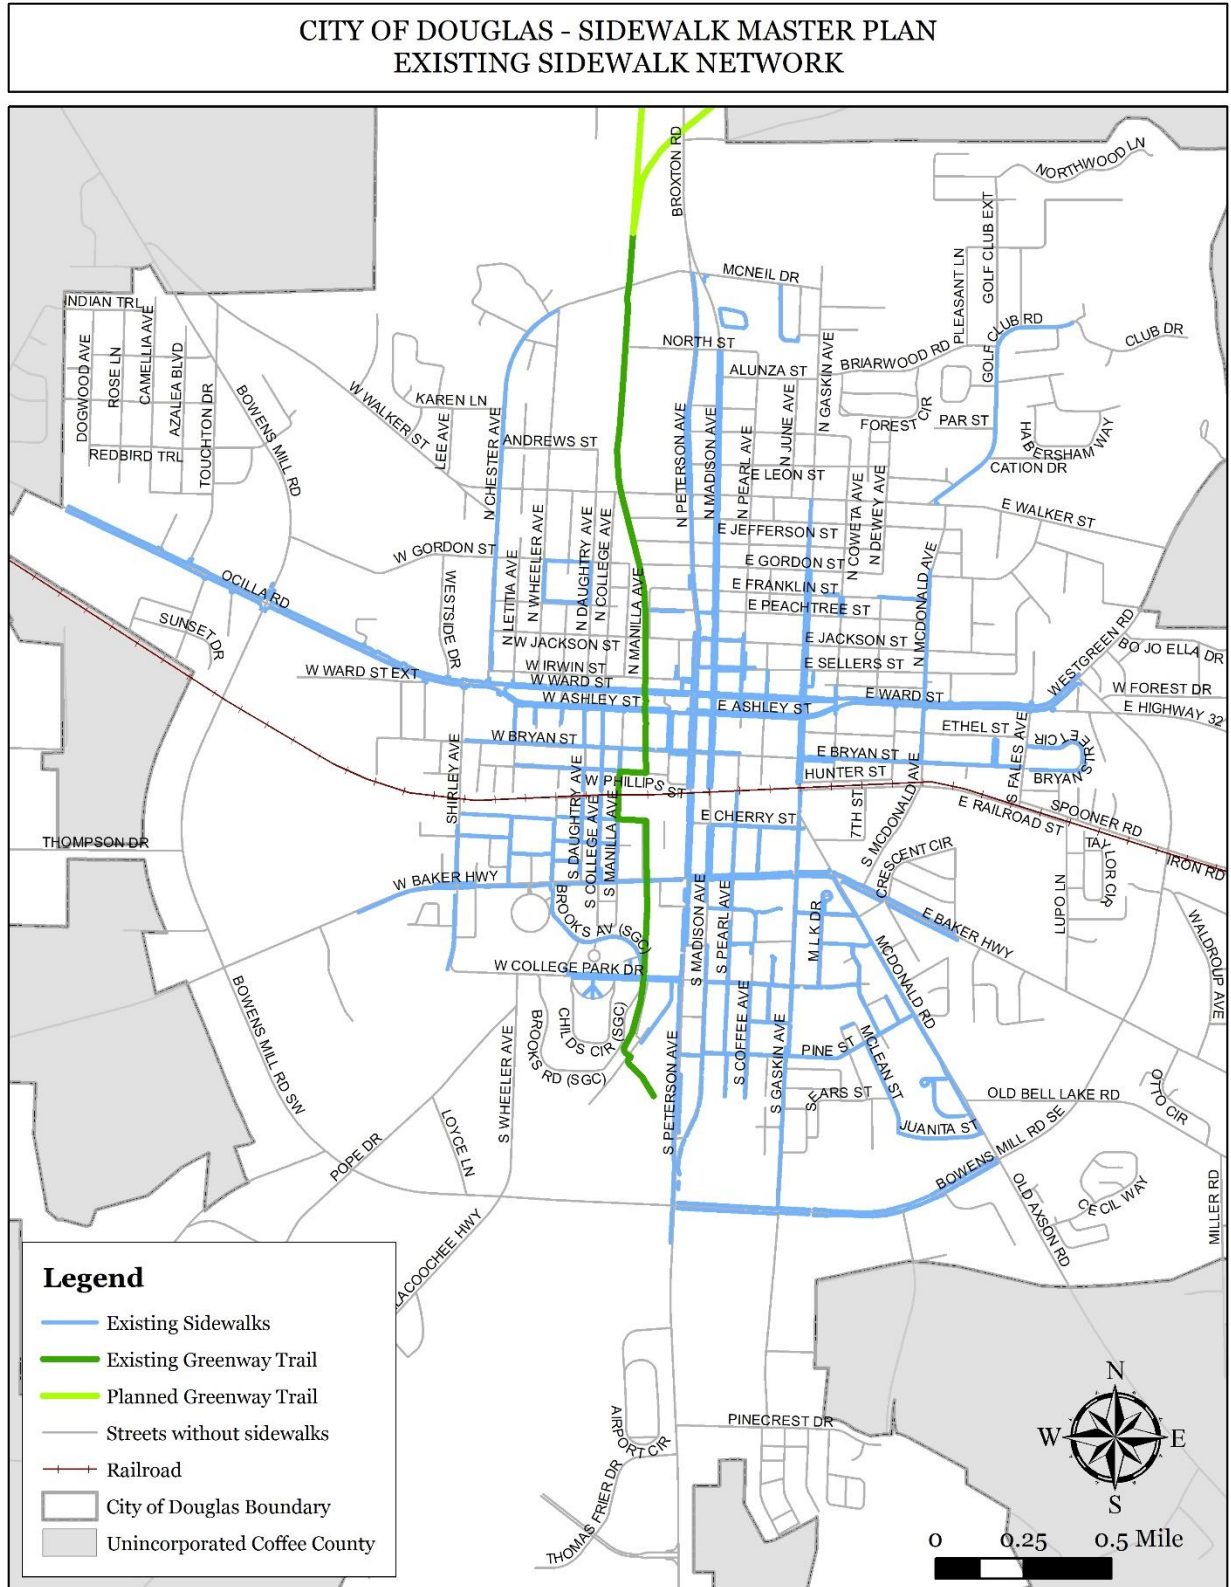 CITY OF DOUGLAS - SIDEWALK MASTER PLAN
EXISTING SIDEWALK NETWORK
BROXTON RD
NORTHWOOD LN
GOLF CLUB EXT
PLEASANT LN
MCNEIL DR
INDIAN TRL
DOGWOOD AVE
ROSE LN
CAMELLIA AVE
AZALEA BLVD
TOUCHTON DR
REDBIRD TRL
BOWENS MILL RD
W WALKER ST
KAREN LN
LEE AVE
N CHESTER AVE
ANDREWS ST
NORTH ST
ALUNZA ST
N GASKIN AVE
BRIARWOOD RD
GOLF CLUB RD
CLUB DR
FOREST CIR
PAR ST
HABERSHAM WAY
CATION DR
N PETERSON AVE
N MADISON AVE
N PEARL AVE
N JUNE AVE
E LEON ST
N COWETA AVE
N DEWEY AVE
E WALKER ST
E JEFFERSON ST
W GORDON ST
E GORDON ST
N LETITIA AVE
N WHEELER AVE
N DAUGHTRY AVE
N COLLEGE AVE
N MANILLA AVE
E FRANKLIN ST
E PEACHTREE ST
N MCDONALD AVE
OCILLA RD
SUNSET DR
WESTSIDE DR
W JACKSON ST
E JACKSON ST
W IRWIN ST
E SELLERS ST
W WARD ST EXT
W WARD ST
E WARD ST
W ASHLEY ST
E ASHLEY ST
WESTGREEN RD
BO JO ELLA DR
W FOREST DR
E HIGHWAY 32
ETHEL ST
W BRYAN ST
E BRYAN ST
S FALES AVE
BRYAN STREET CIR
HUNTER ST
W PHILLIPS ST
SHIRLEY AVE
S DAUGHTRY AVE
S COLLEGE AVE
S MANILLA AVE
E CHERRY ST
7TH ST
S MCDONALD AVE
E RAILROAD ST
SPOONER RD
IRON RD
TAYLOR CIR
THOMPSON DR
W BAKER HWY
CRESCENT CIR
LUPO LN
E BAKER HWY
WALDROUP AVE
BROOKS AV (SGC)
W COLLEGE PARK DR
S MADISON AVE
S PEARL AVE
M L K DR
MCDONALD RD
BOWENS MILL RD SW
S WHEELER AVE
BROOKS RD (SGC)
CHILDS CIR (SGC)
S PETERSON AVE
S COFFEE AVE
S GASKIN AVE
PINE ST
MCLEAN ST
SEARS ST
OLD BELL LAKE RD
OTTO CIR
JUANITA ST
POPE DR
LOYCE LN
BOWENS MILL RD SE
OLD AXSON RD
CECIL WAY
MILLER RD
LACOOCHEE HWY
AIRPORT CIR
PINECREST DR
THOMAS FRIER DR
Legend
Existing Sidewalks
Existing Greenway Trail
Planned Greenway Trail
Streets without sidewalks
Railroad
City of Douglas Boundary
Unincorporated Coffee County
N
W E
S
0 0.25 0.5 Mile